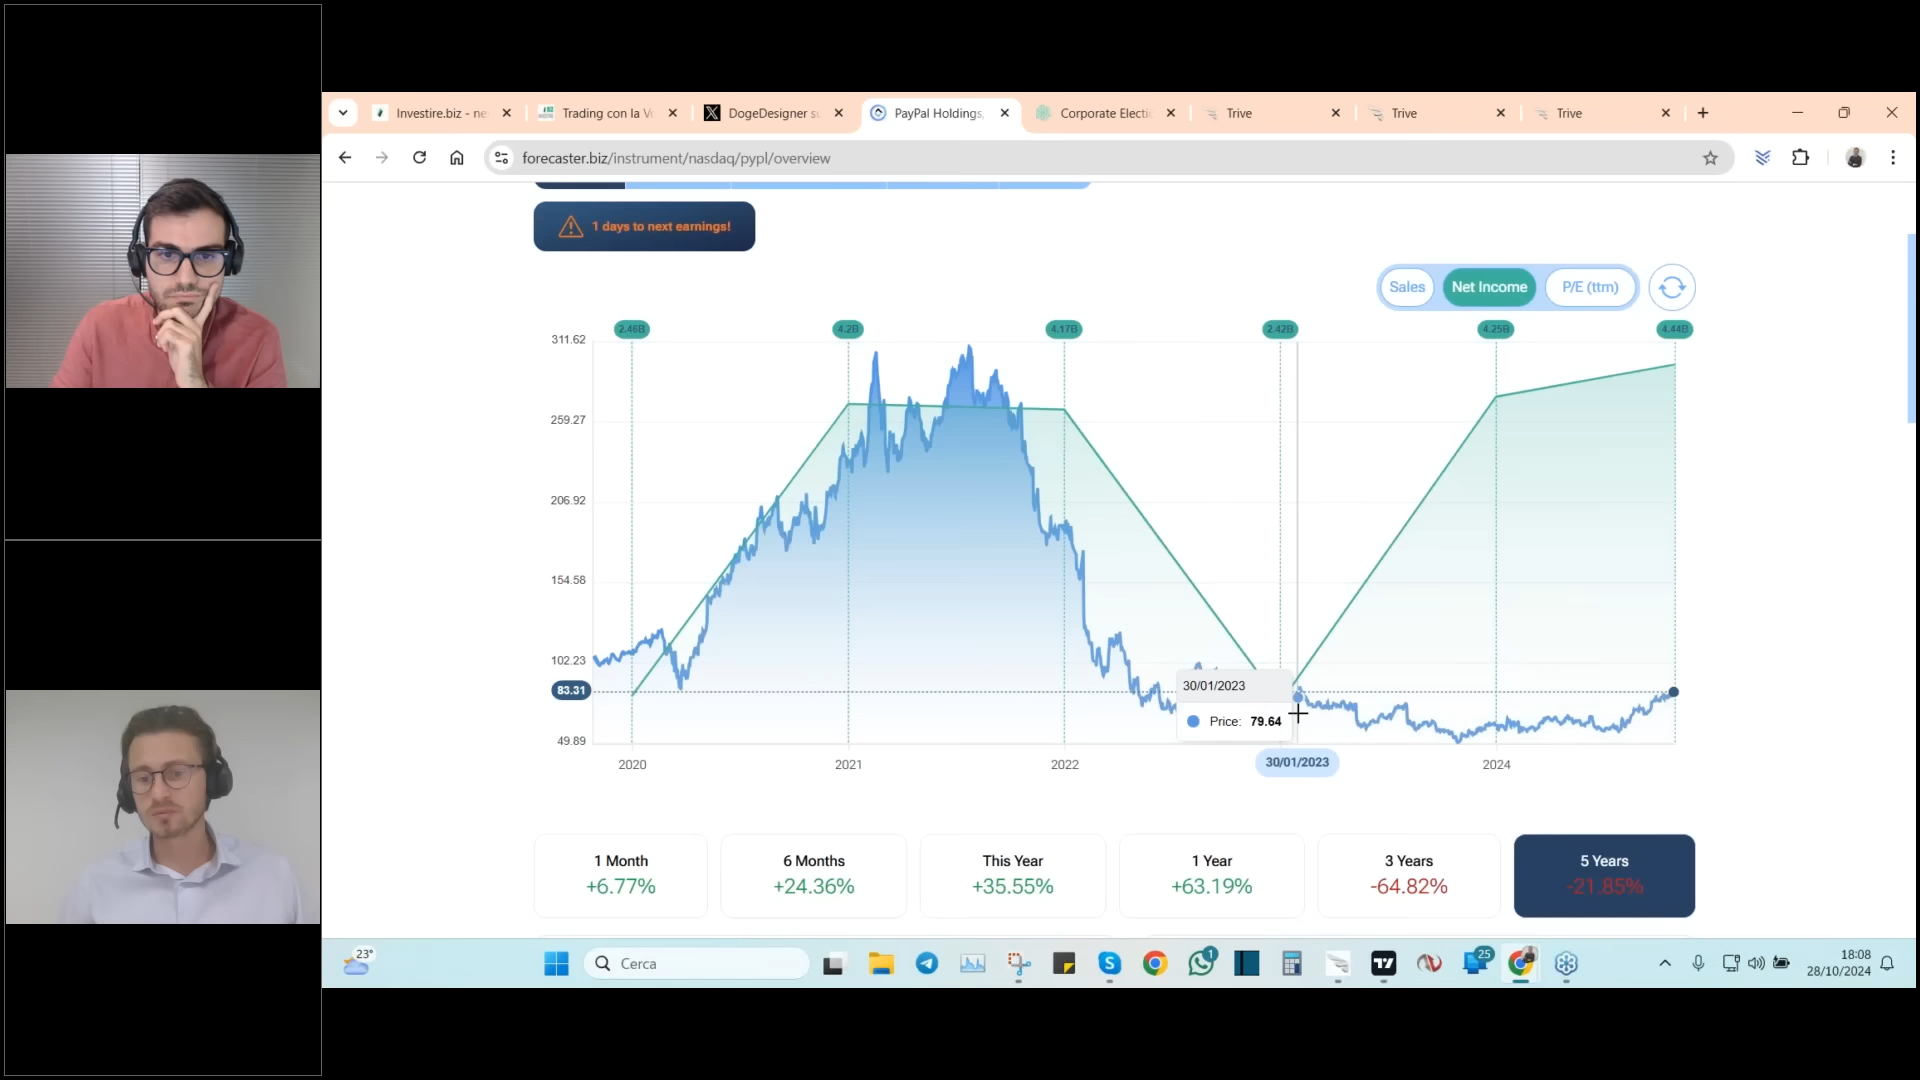 Investire.biz - ne
Trading con la Vo
DogeDesigner su
PayPal Holdings,
Corporate Electio
Trive
Trive
Trive
forecaster.biz/instrument/nasdaq/pypl/overview
1 days to next earnings!
Sales
Net Income
P/E (ttm)
2.46B
4.2B
4.17B
2.42B
4.25B
4.44B
311.62
259.27
206.92
154.58
102.23
83.31
49.89
30/01/2023
Price: 79.64
2020
2021
2022
30/01/2023
2024
1 Month
+6.77%
6 Months
+24.36%
This Year
+35.55%
1 Year
+63.19%
3 Years
-64.82%
5 Years
-21.85%
23°
Cerca
1
25
18:08
28/10/2024